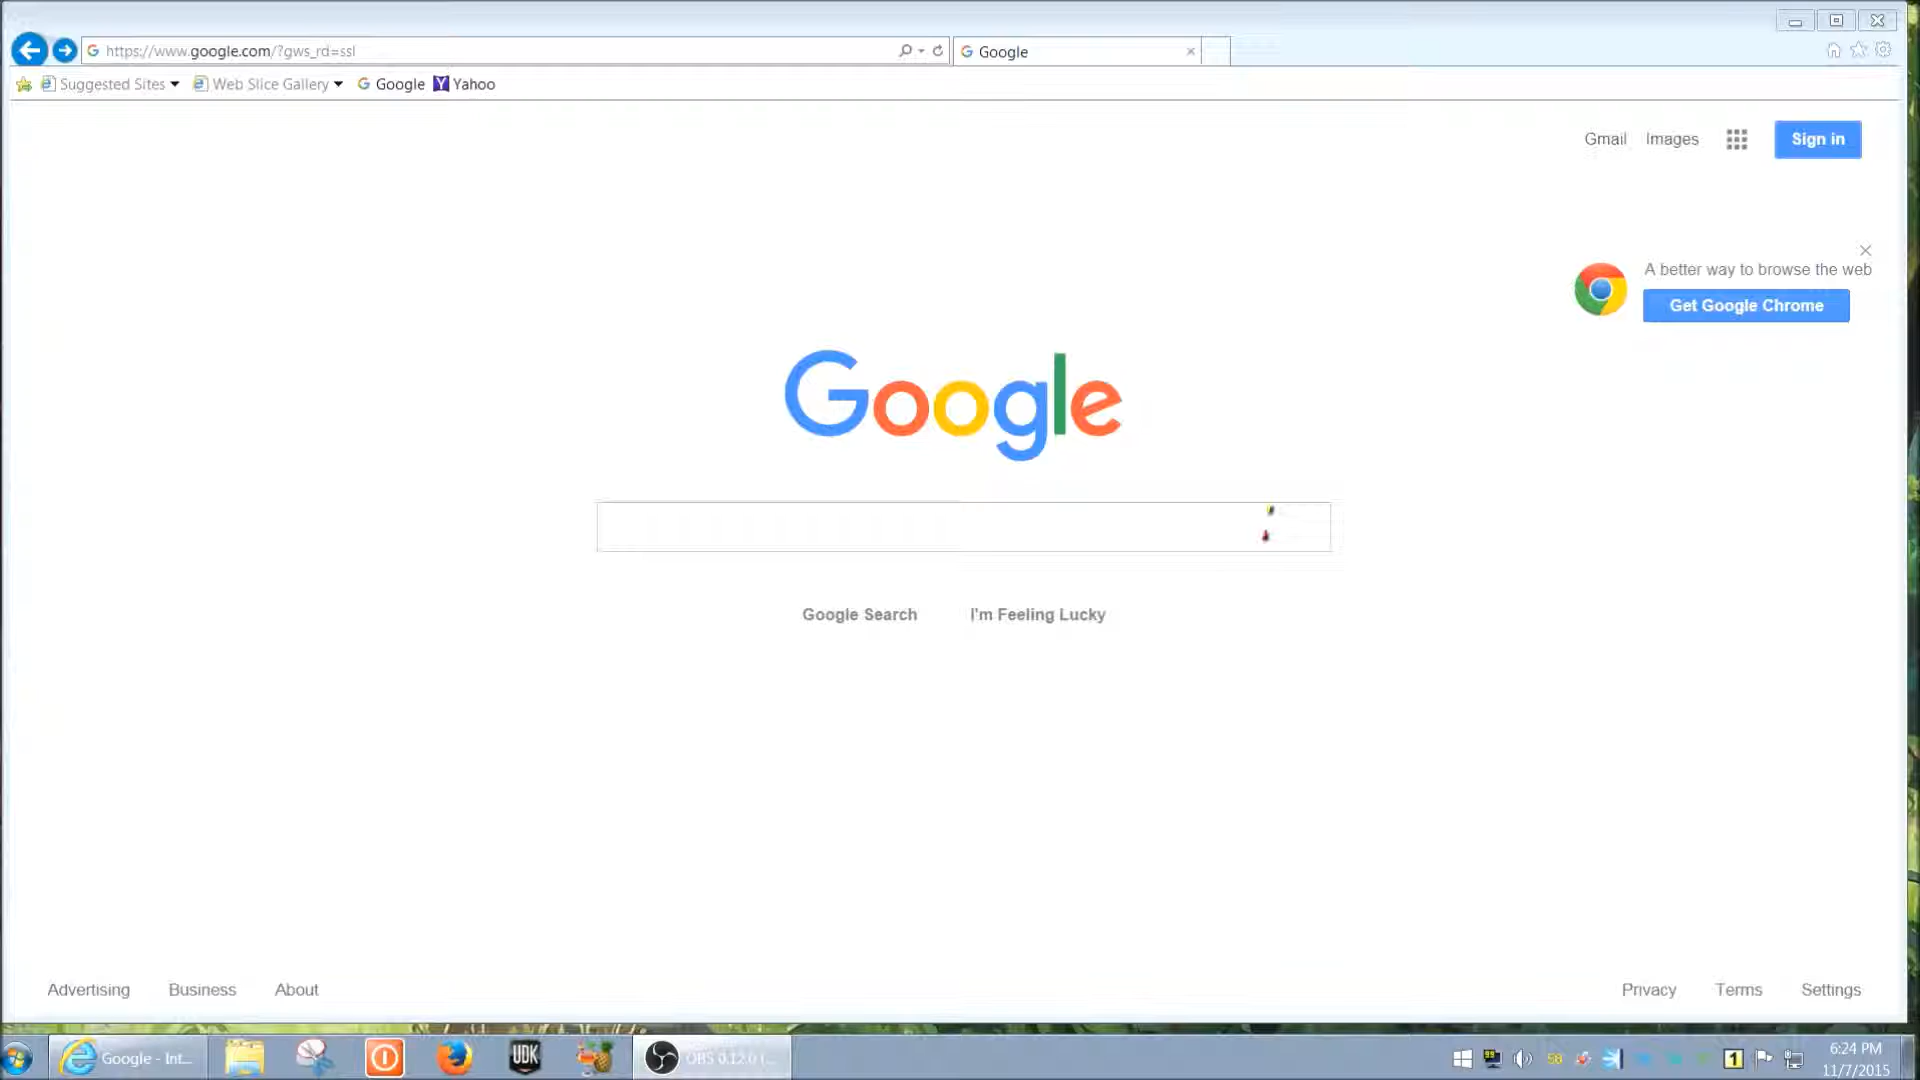 https://www.google.com/?gws_rd=ssl
Google
Suggested Sites
Web Slice Gallery
Google
Yahoo
Gmail
Images
Sign in
A better way to browse the web
Get Google Chrome
Google
Google Search
I'm Feeling Lucky
Advertising
Business
About
Privacy
Terms
Settings
Google - Int...
UDK
OBS 0.12.0 (...
58
1
6:24 PM
11/7/2015